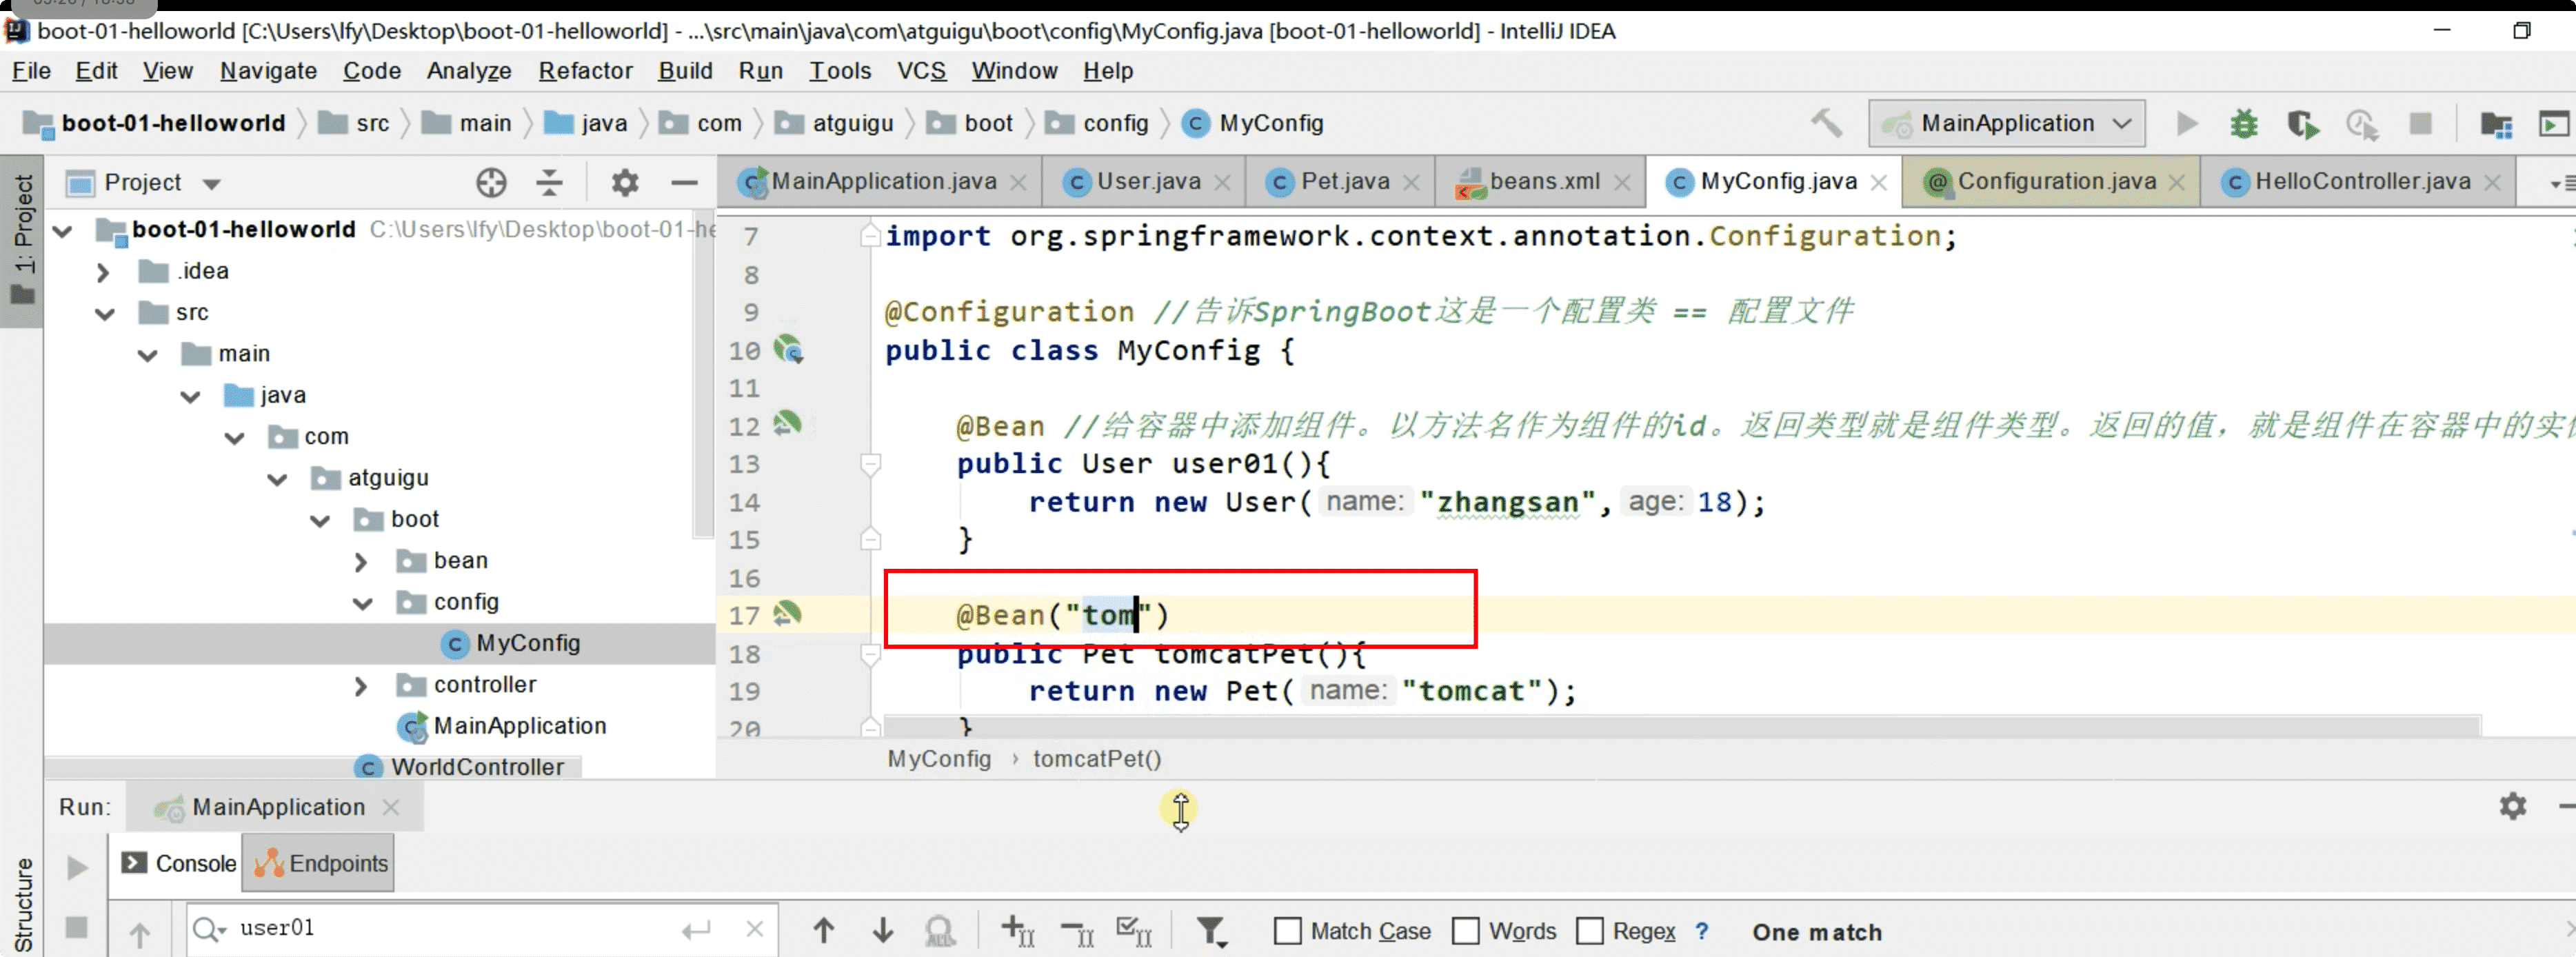 boot-01-helloworld [C:\Users\lfy\Desktop\boot-01-helloworld] - ...\src\main\java\com\atguigu\boot\config\MyConfig.java [boot-01-helloworld] - IntelliJ IDEA
File Edit View Navigate Code Analyze Refactor Build Run Tools VCS Window Help
boot-01-helloworld src main java com atguigu boot config MyConfig MainApplication
1: Project
Project
MainApplication.java User.java Pet.java beans.xml MyConfig.java Configuration.java HelloController.java
boot-01-helloworld C:\Users\lfy\Desktop\boot-01-he
.idea
src
main
java
com
atguigu
boot
bean
config
MyConfig
controller
MainApplication
WorldController
7 import org.springframework.context.annotation.Configuration;
8
9 @Configuration //告诉SpringBoot这是一个配置类 == 配置文件
10 public class MyConfig {
11
12 @Bean //给容器中添加组件。以方法名作为组件的id。返回类型就是组件类型。返回的值，就是组件在容器中的实
13 public User user01(){
14 return new User( name: "zhangsan", age: 18);
15 }
16
17 @Bean("tom")
18 public Pet tomcatPet(){
19 return new Pet( name: "tomcat");
20 }
MyConfig › tomcatPet()
Run: MainApplication
Console Endpoints
Structure
user01 Match Case Words Regex ? One match